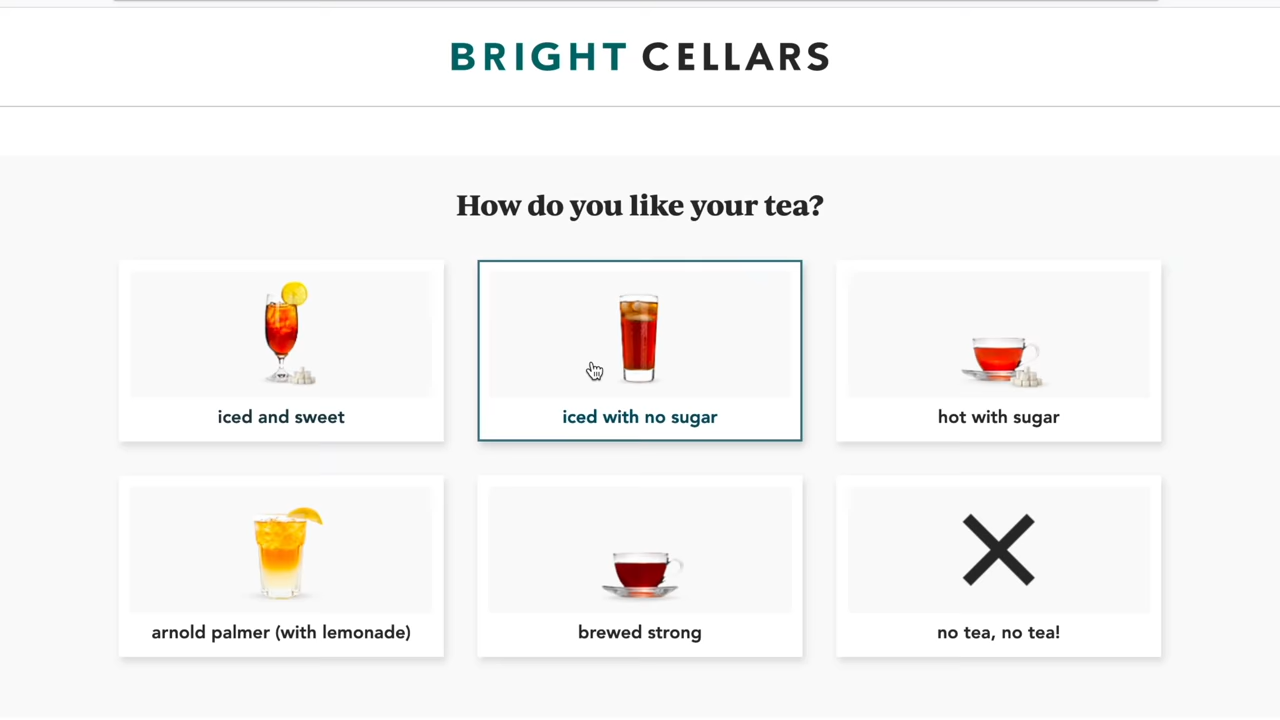 BRIGHT CELLARS
How do you like your tea?
iced and sweet
iced with no sugar
hot with sugar
arnold palmer (with lemonade)
brewed strong
no tea, no tea!